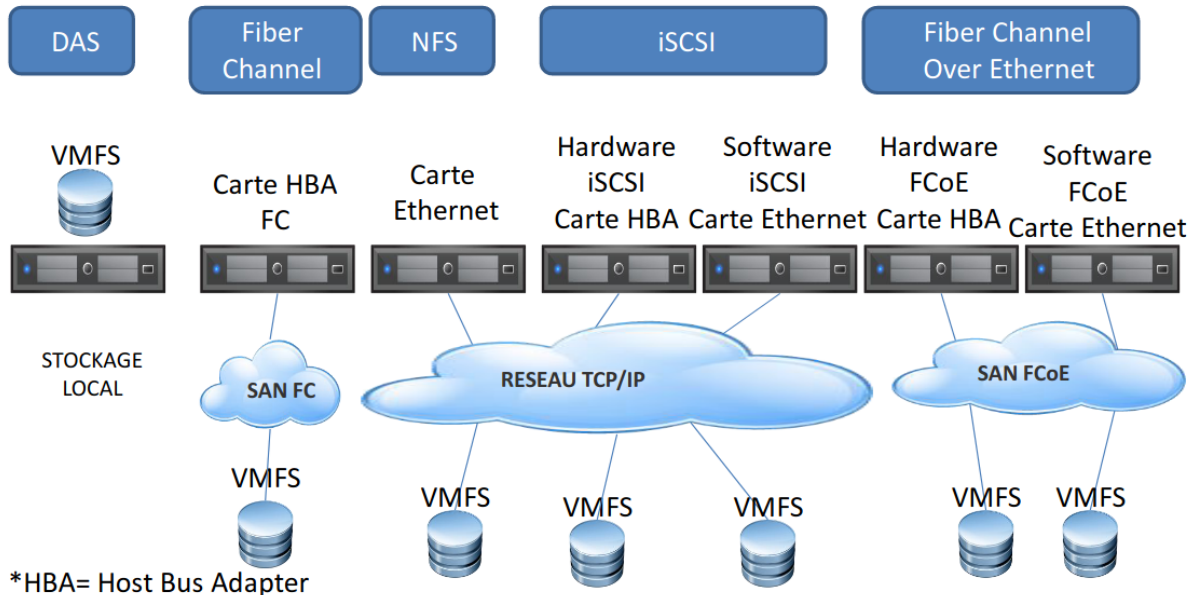 DAS
Fiber
Channel
NFS
iSCSI
Fiber Channel
Over Ethernet
VMFS
Carte HBA
FC
Carte
Ethernet
Hardware
iSCSI
Carte HBA
Software
iSCSI
Carte Ethernet
Hardware
FCoE
Carte HBA
Software
FCoE
Carte Ethernet
STOCKAGE
LOCAL
SAN FC
RESEAU TCP/IP
SAN FCoE
VMFS
VMFS
VMFS
VMFS
VMFS
VMFS
*HBA= Host Bus Adapter